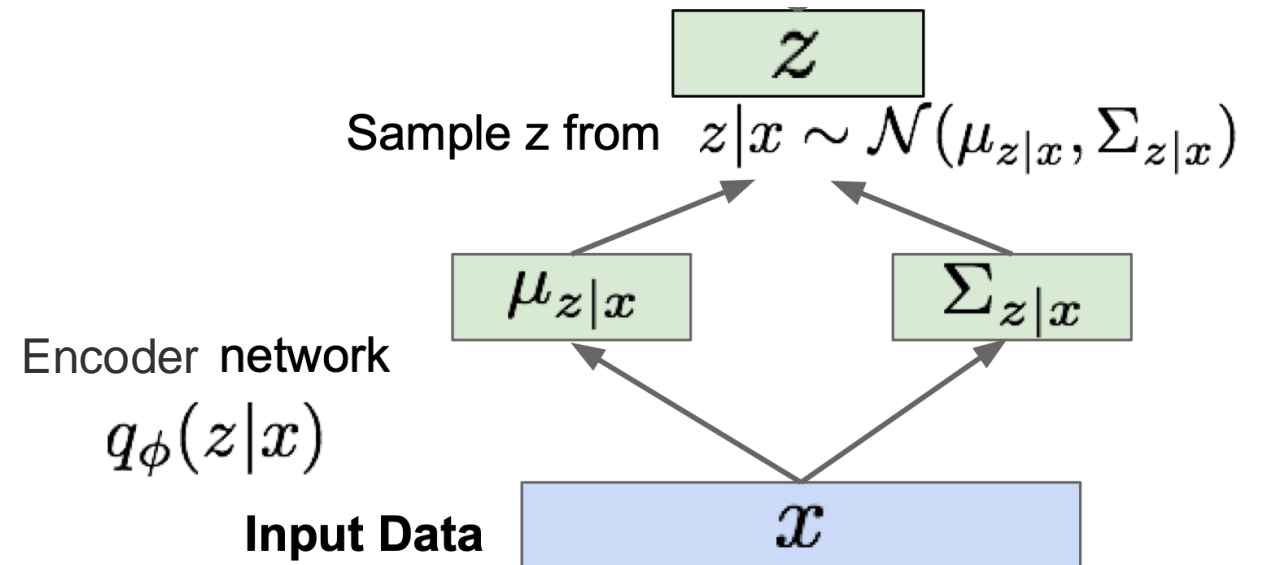 z
Sample z from z|x ∼ 𝒩(μ_{z|x}, Σ_{z|x})
μ_{z|x} Σ_{z|x}
Encoder network
q_ϕ(z|x)
Input Data x